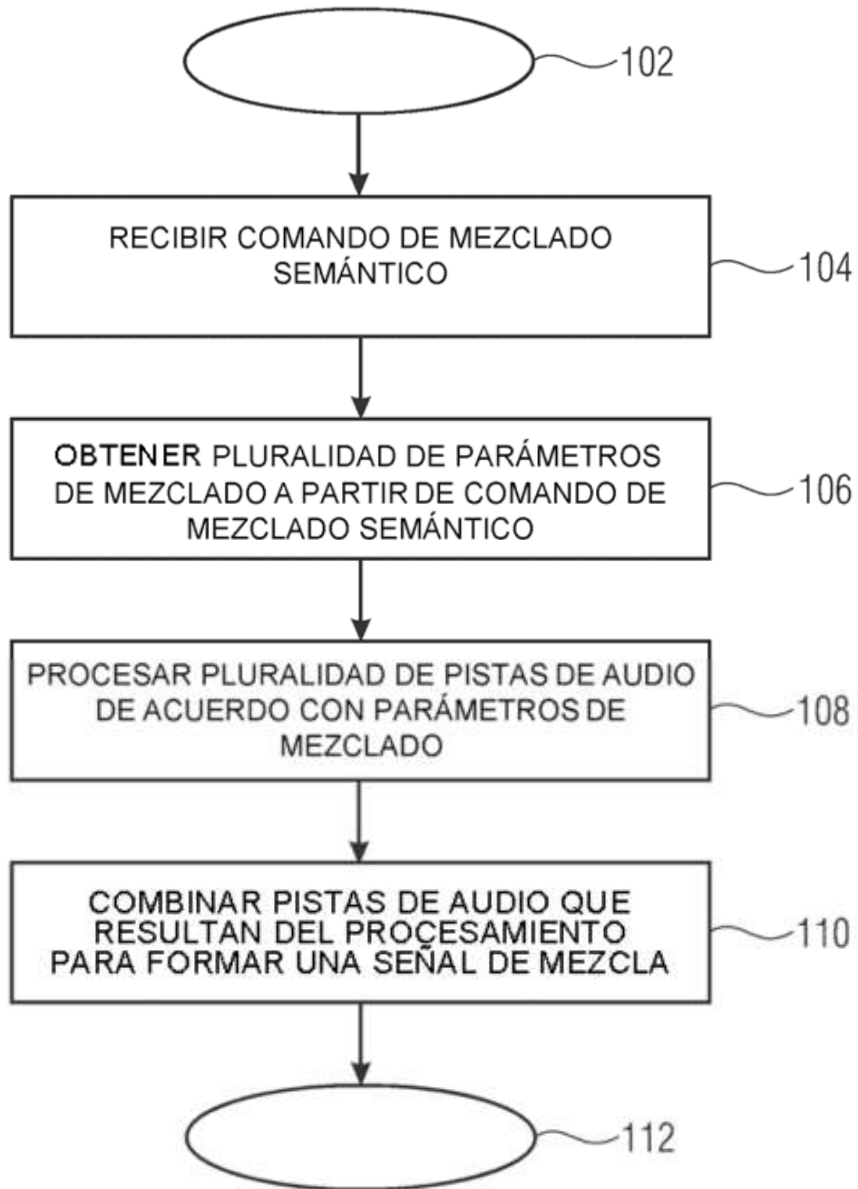 102
RECIBIR COMANDO DE MEZCLADO
SEMÁNTICO
104
OBTENER PLURALIDAD DE PARÁMETROS
DE MEZCLADO A PARTIR DE COMANDO DE
MEZCLADO SEMÁNTICO
106
PROCESAR PLURALIDAD DE PISTAS DE AUDIO
DE ACUERDO CON PARÁMETROS DE
MEZCLADO
108
COMBINAR PISTAS DE AUDIO QUE
RESULTAN DEL PROCESAMIENTO
PARA FORMAR UNA SEÑAL DE MEZCLA
110
112